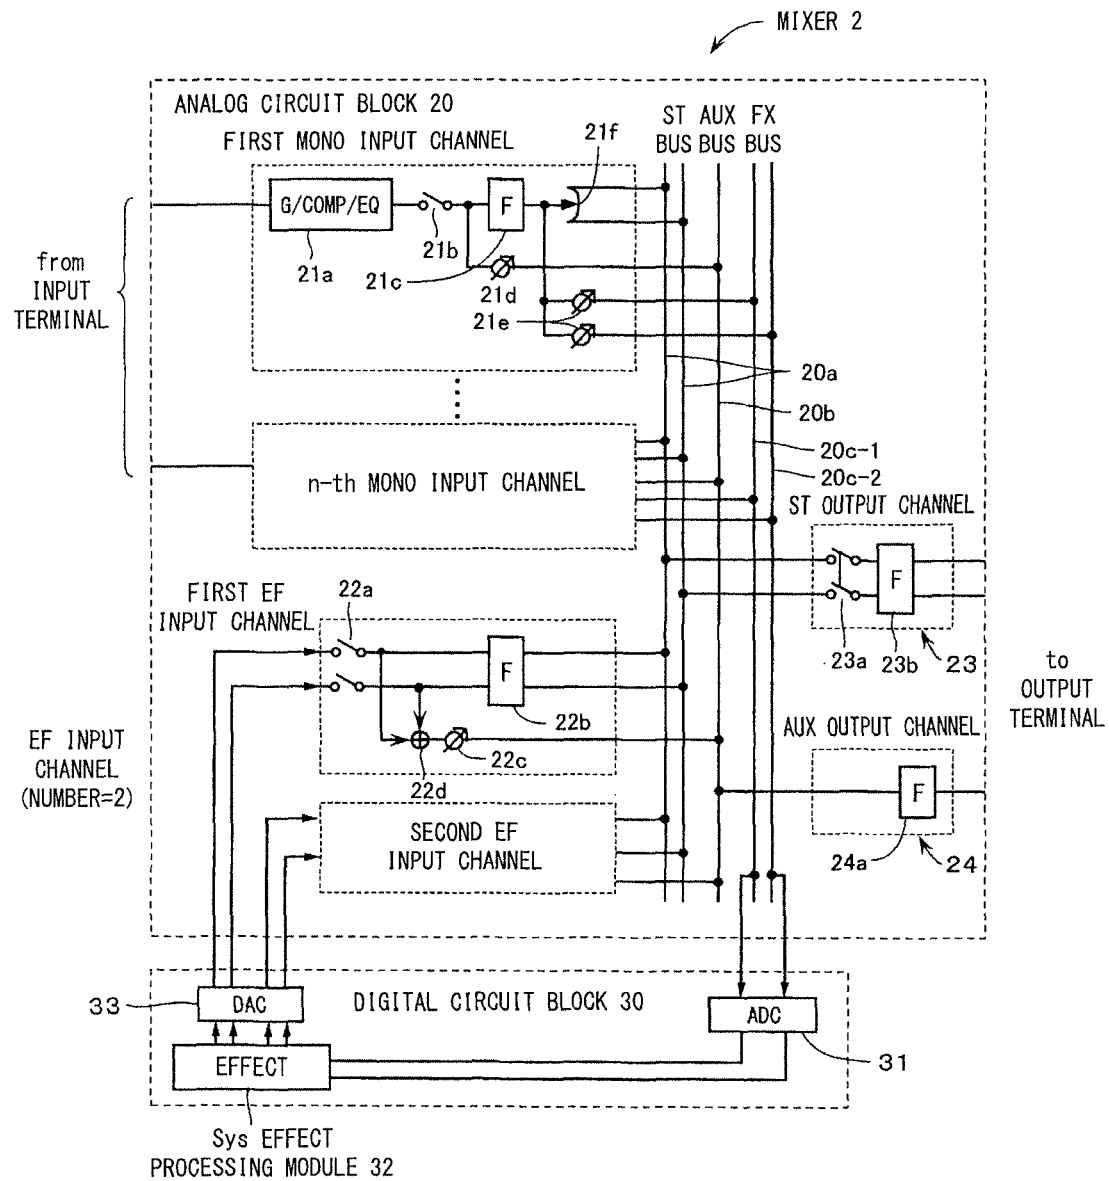 MIXER 2
ANALOG CIRCUIT BLOCK 20
FIRST MONO INPUT CHANNEL
ST AUX FX
BUS BUS BUS
21f
G/COMP/EQ
F
21a
21b
21c
21d
21e
from
INPUT
TERMINAL
20a
20b
20c-1
20c-2
n-th MONO INPUT CHANNEL
ST OUTPUT CHANNEL
F
23a
23b
23
FIRST EF
INPUT CHANNEL
22a
F
22b
22c
22d
to
OUTPUT
TERMINAL
AUX OUTPUT CHANNEL
F
24a
24
EF INPUT
CHANNEL
(NUMBER=2)
SECOND EF
INPUT CHANNEL
33
DAC
DIGITAL CIRCUIT BLOCK 30
ADC
31
EFFECT
Sys EFFECT
PROCESSING MODULE 32